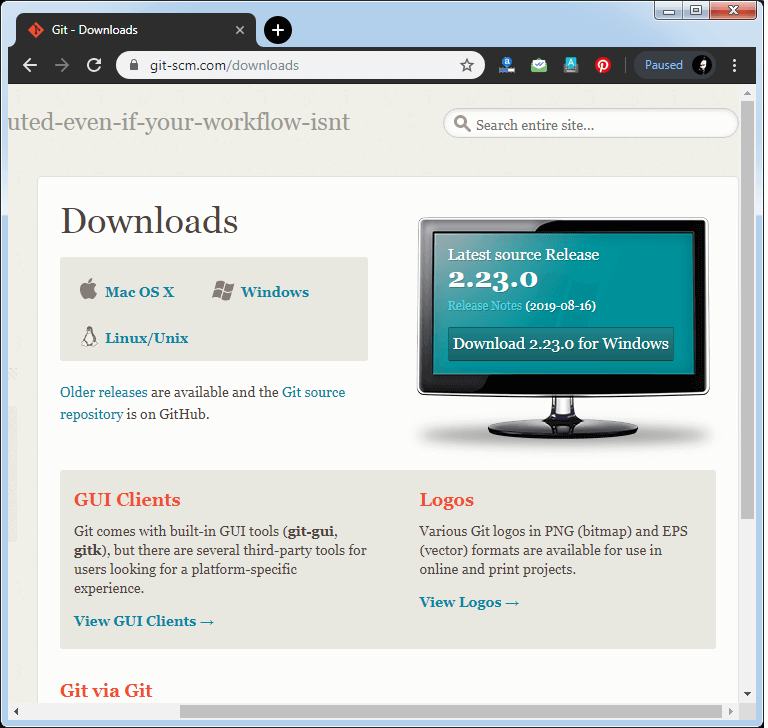 Git - Downloads
git-scm.com/downloads
Paused
uted-even-if-your-workflow-isnt
Search entire site...
Downloads
Mac OS X
Windows
Linux/Unix
Older releases are available and the Git source
repository is on GitHub.
Latest source Release
2.23.0
Release Notes (2019-08-16)
Download 2.23.0 for Windows
GUI Clients
Git comes with built-in GUI tools (git-gui,
gitk), but there are several third-party tools for
users looking for a platform-specific
experience.
View GUI Clients →
Logos
Various Git logos in PNG (bitmap) and EPS
(vector) formats are available for use in
online and print projects.
View Logos →
Git via Git